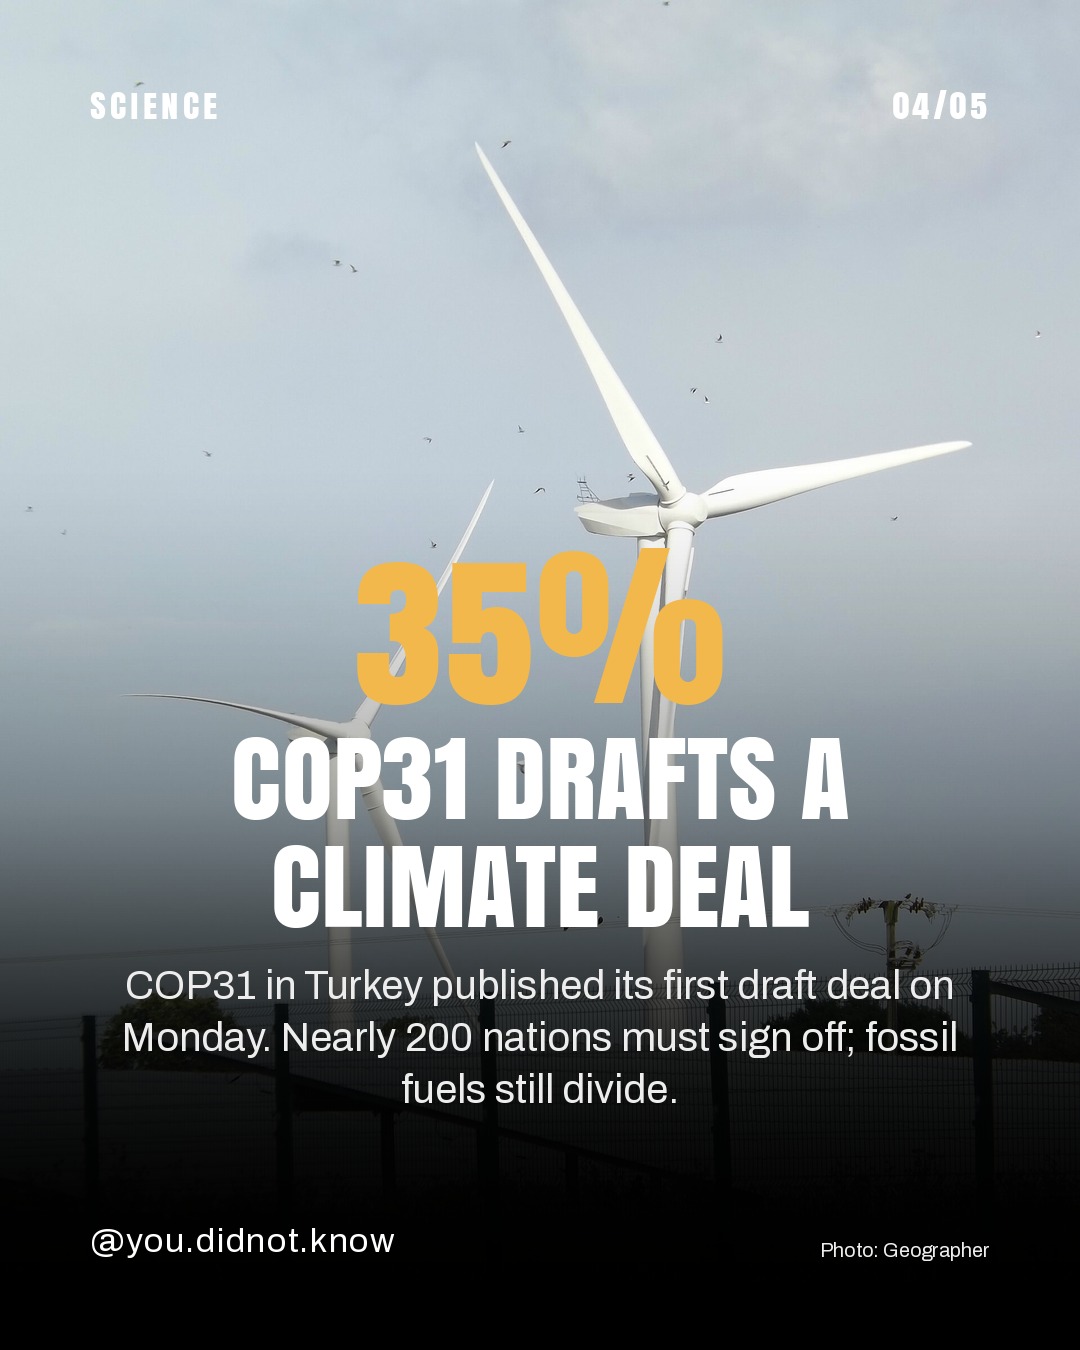 SCIENCE
04/05
35%
COP31 DRAFTS A
CLIMATE DEAL
COP31 in Turkey published its first draft deal on
Monday. Nearly 200 nations must sign off; fossil
fuels still divide.
@you.didnot.know
Photo: Geographer